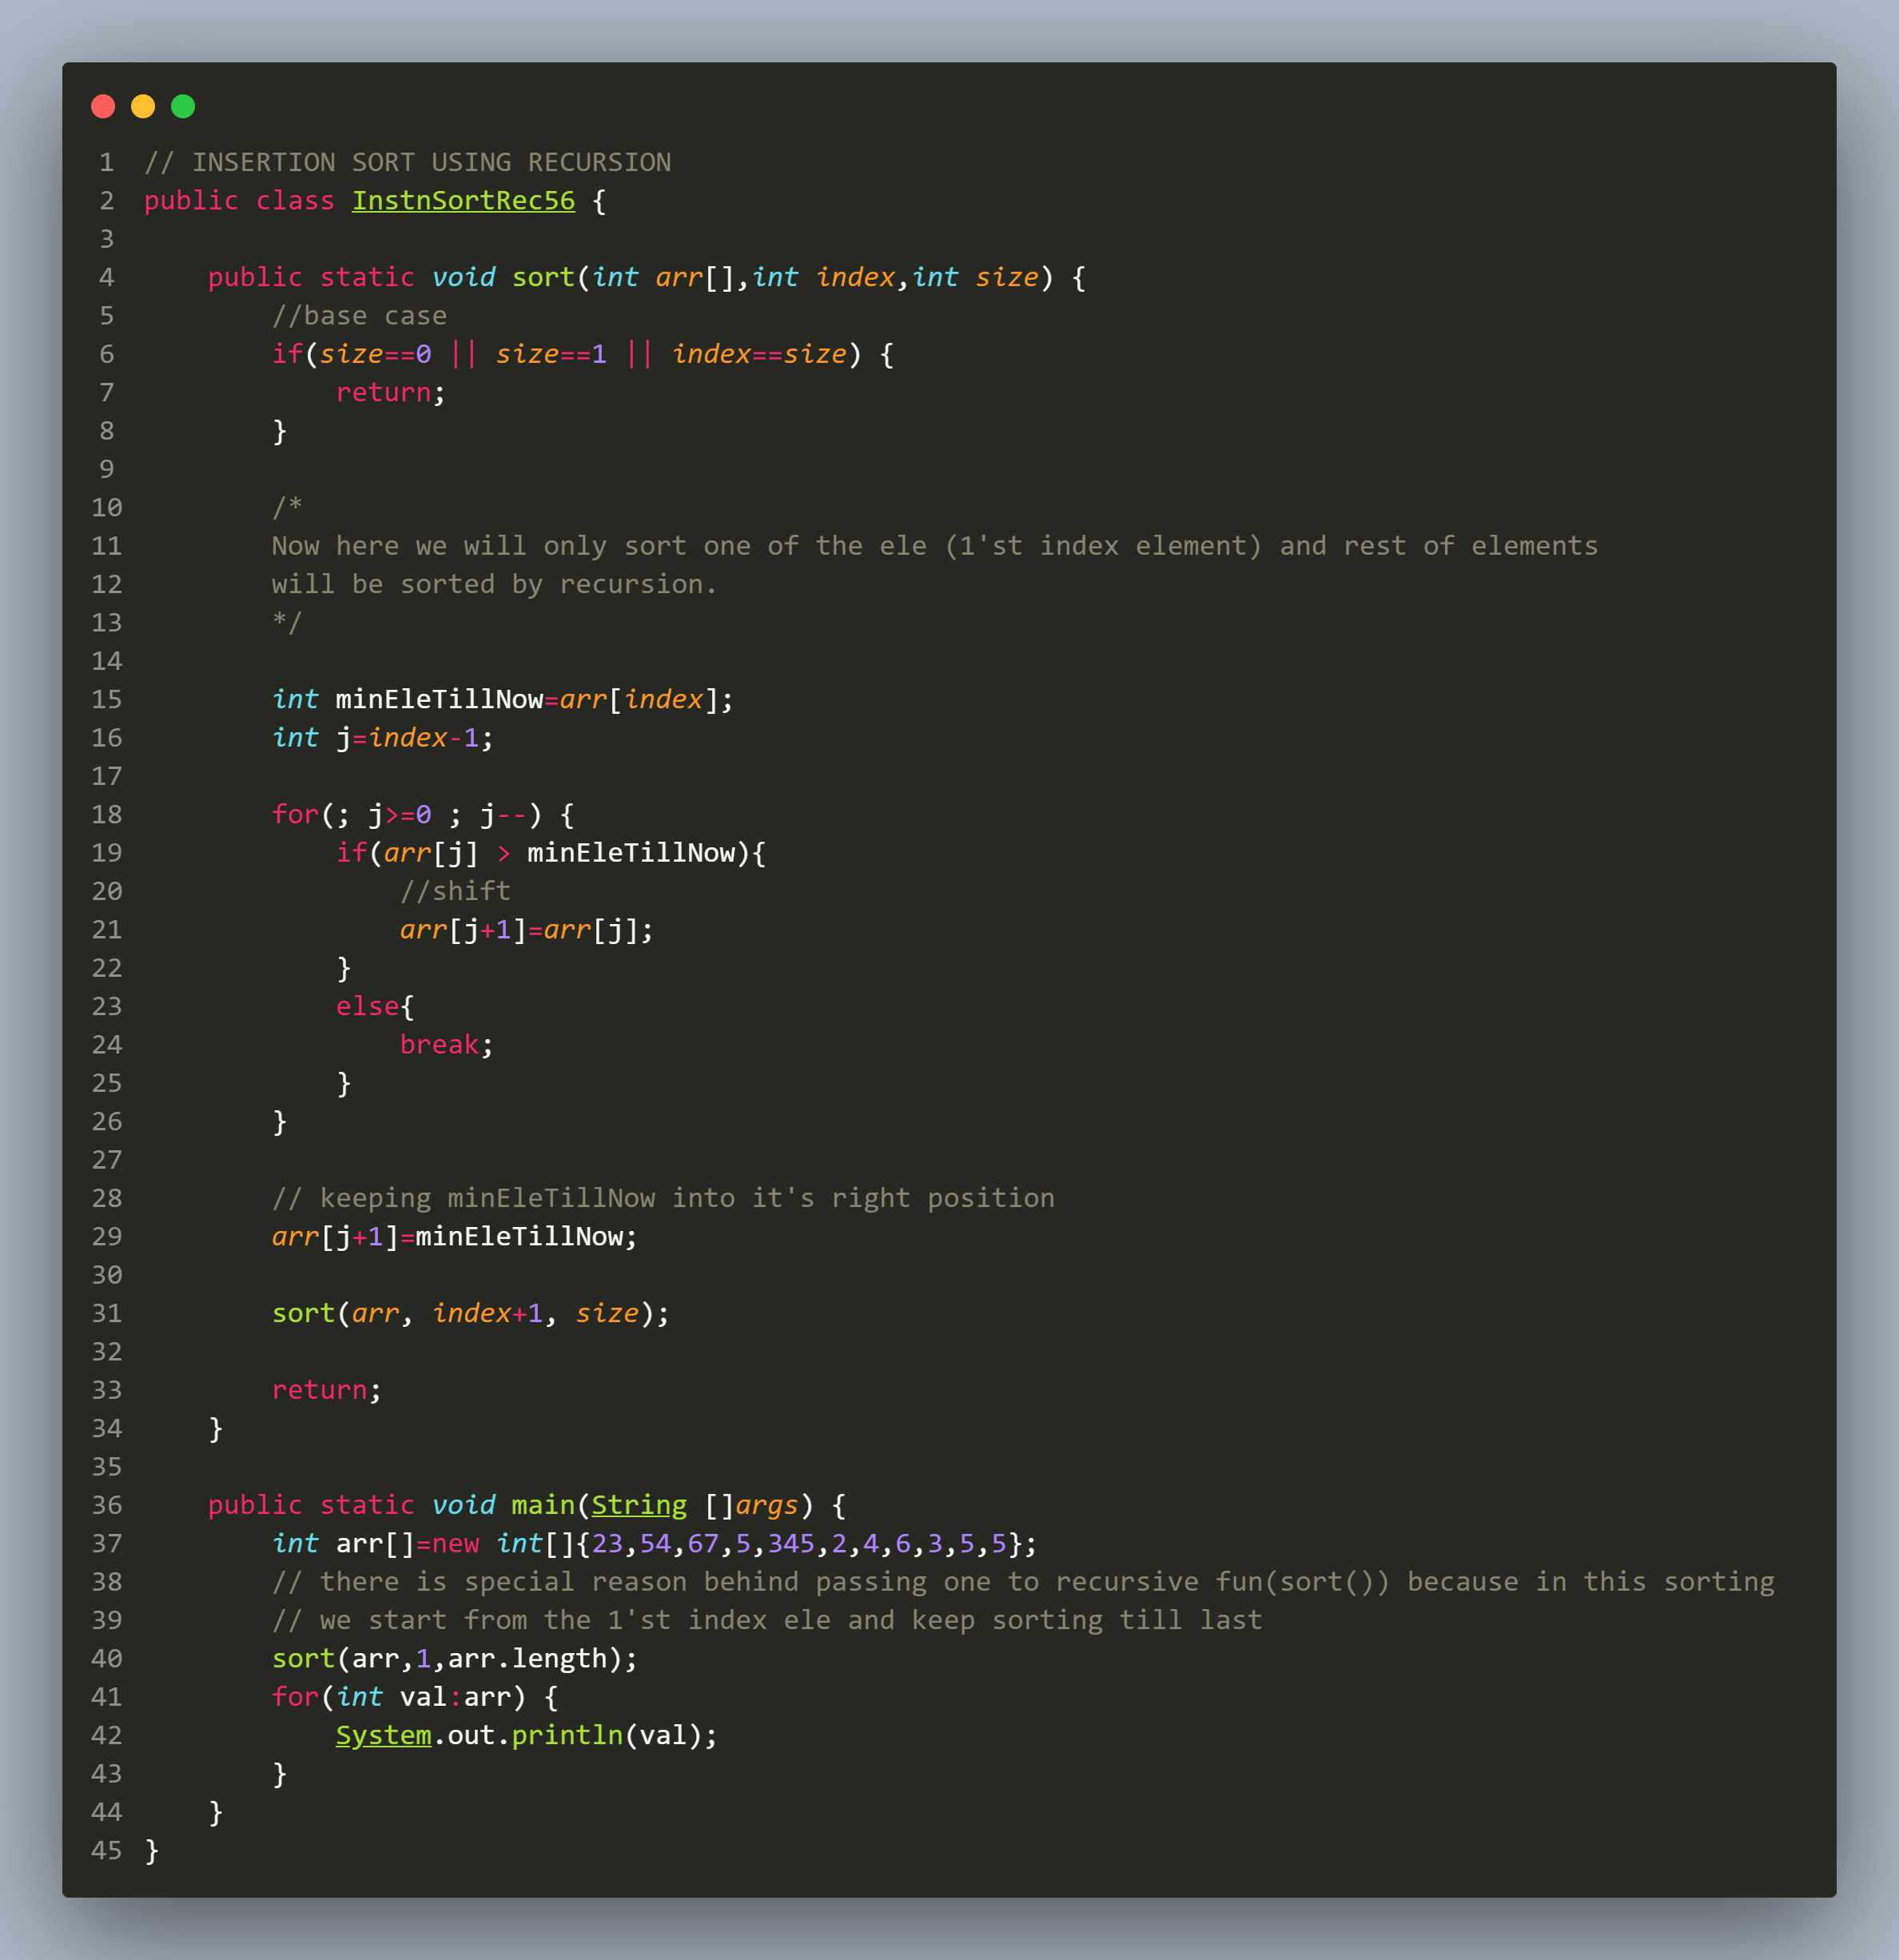 1 // INSERTION SORT USING RECURSION
2 public class InstnSortRec56 {
3
4     public static void sort(int arr[],int index,int size) {
5         //base case
6         if(size==0 || size==1 || index==size) {
7             return;
8         }
9
10         /*
11         Now here we will only sort one of the ele (1'st index element) and rest of elements
12         will be sorted by recursion.
13         */
14
15         int minEleTillNow=arr[index];
16         int j=index-1;
17
18         for(; j>=0 ; j--) {
19             if(arr[j] > minEleTillNow){
20                 //shift
21                 arr[j+1]=arr[j];
22             }
23             else{
24                 break;
25             }
26         }
27
28         // keeping minEleTillNow into it's right position
29         arr[j+1]=minEleTillNow;
30
31         sort(arr, index+1, size);
32
33         return;
34     }
35
36     public static void main(String []args) {
37         int arr[]=new int[]{23,54,67,5,345,2,4,6,3,5,5};
38         // there is special reason behind passing one to recursive fun(sort()) because in this sorting
39         // we start from the 1'st index ele and keep sorting till last
40         sort(arr,1,arr.length);
41         for(int val:arr) {
42             System.out.println(val);
43         }
44     }
45 }